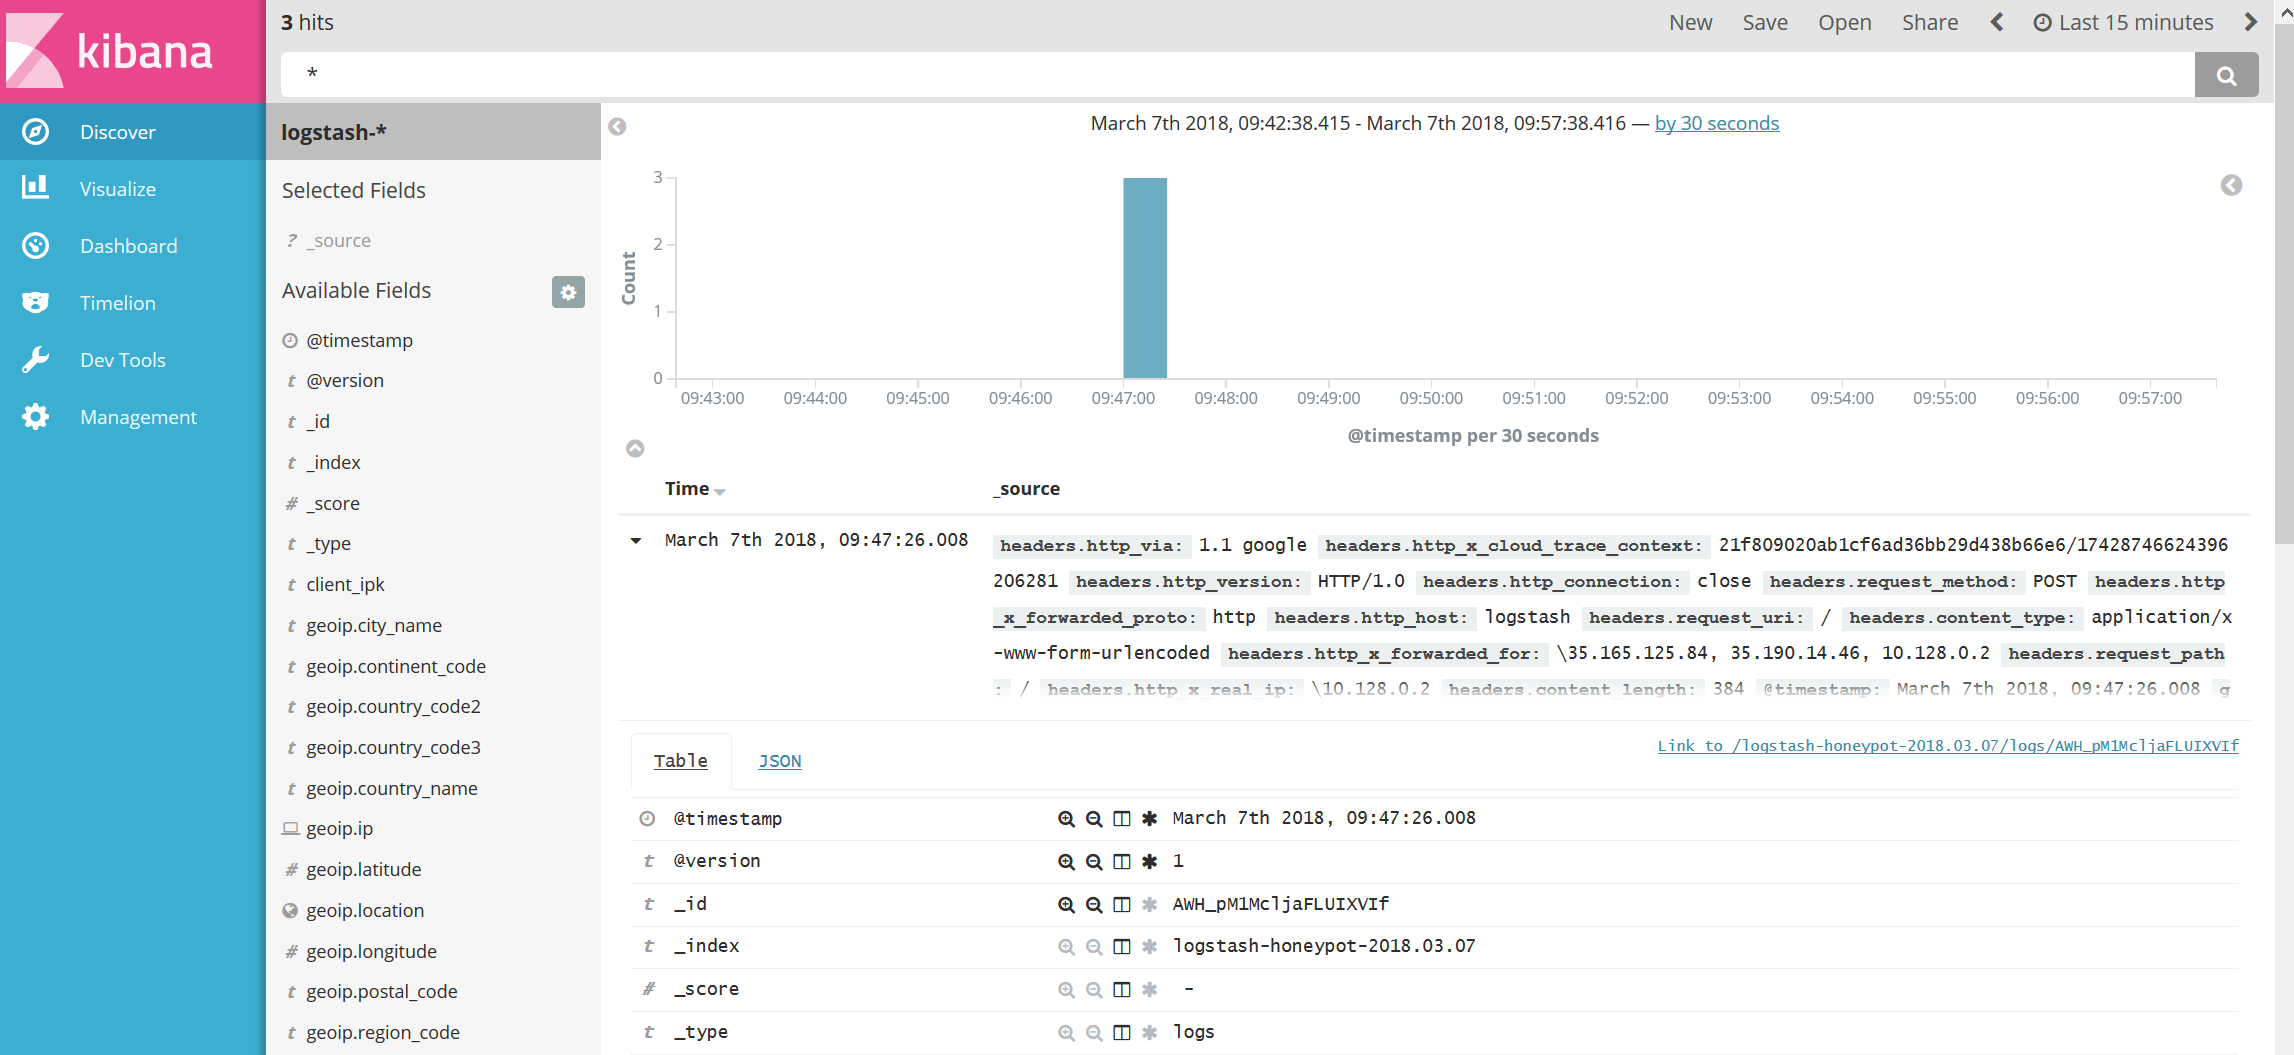 kibana
3 hits
New Save Open Share Last 15 minutes
*
Discover
Visualize
Dashboard
Timelion
Dev Tools
Management
logstash-*
Selected Fields
? _source
Available Fields
@timestamp
t @version
t _id
t _index
# _score
t _type
t client_ipk
t geoip.city_name
t geoip.continent_code
t geoip.country_code2
t geoip.country_code3
t geoip.country_name
geoip.ip
# geoip.latitude
geoip.location
# geoip.longitude
t geoip.postal_code
t geoip.region_code
March 7th 2018, 09:42:38.415 - March 7th 2018, 09:57:38.416 — by 30 seconds
Count
3
2
1
0
09:43:00 09:44:00 09:45:00 09:46:00 09:47:00 09:48:00 09:49:00 09:50:00 09:51:00 09:52:00 09:53:00 09:54:00 09:55:00 09:56:00 09:57:00
@timestamp per 30 seconds
Time _source
March 7th 2018, 09:47:26.008 headers.http_via: 1.1 google headers.http_x_cloud_trace_context: 21f809020ab1cf6ad36bb29d438b66e6/17428746624396
206281 headers.http_version: HTTP/1.0 headers.http_connection: close headers.request_method: POST headers.http
_x_forwarded_proto: http headers.http_host: logstash headers.request_uri: / headers.content_type: application/x
-www-form-urlencoded headers.http_x_forwarded_for: \35.165.125.84, 35.190.14.46, 10.128.0.2 headers.request_path
: / headers.http_x_real_ip: \10.128.0.2 headers.content_length: 384 @timestamp: March 7th 2018, 09:47:26.008 g
Table JSON
Link to /logstash-honeypot-2018.03.07/logs/AWH_pM1McljaFLUIXVIf
@timestamp March 7th 2018, 09:47:26.008
t @version 1
t _id AWH_pM1McljaFLUIXVIf
t _index logstash-honeypot-2018.03.07
# _score -
t _type logs